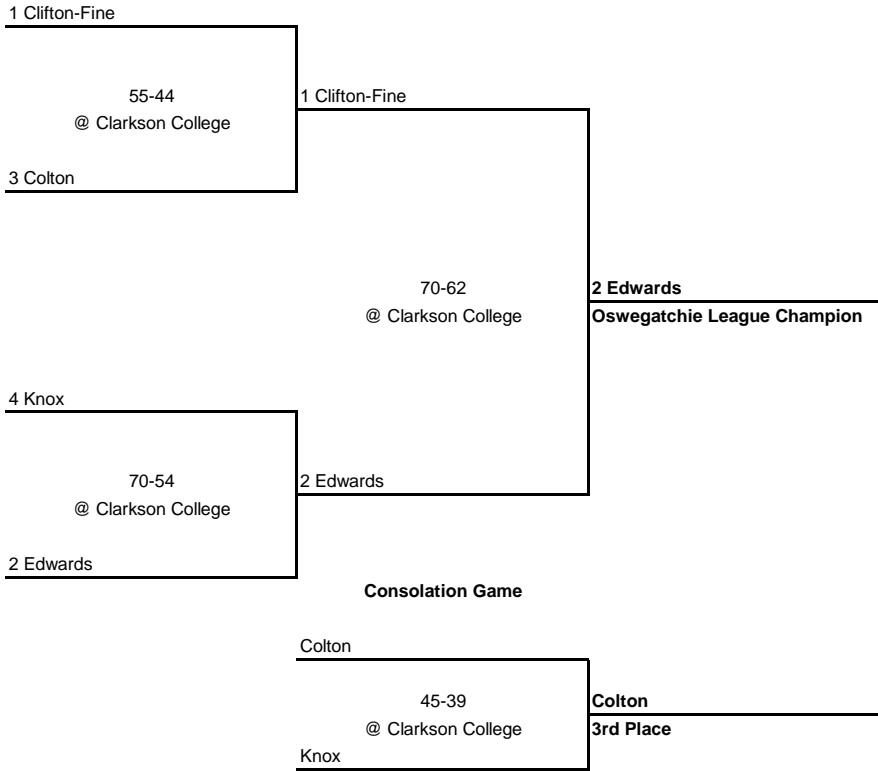 1 Clifton-Fine
55-44
@ Clarkson College
1 Clifton-Fine
3 Colton
70-62
@ Clarkson College
2 Edwards
Oswegatchie League Champion
4 Knox
70-54
@ Clarkson College
2 Edwards
2 Edwards
Consolation Game
Colton
45-39
@ Clarkson College
Colton
3rd Place
Knox